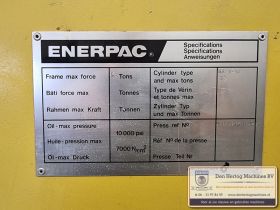 ENERPAC
Specifications
Spécifications
Anweisungen
Frame max force
Tons
Bâti force max
Tonnes
Rahmen max Kraft
Tonnen
Oil - max pressure
10000 psi
Huile - pression max
Öl - max Druck
Cylinder type
and max tons
Type de Vérin
et tonnes max
Zylinder Typ
und max Tonnen
Press ref Nº
Réf Nº de la presse
Presse Teil Nr
Den Hertog Machines BV